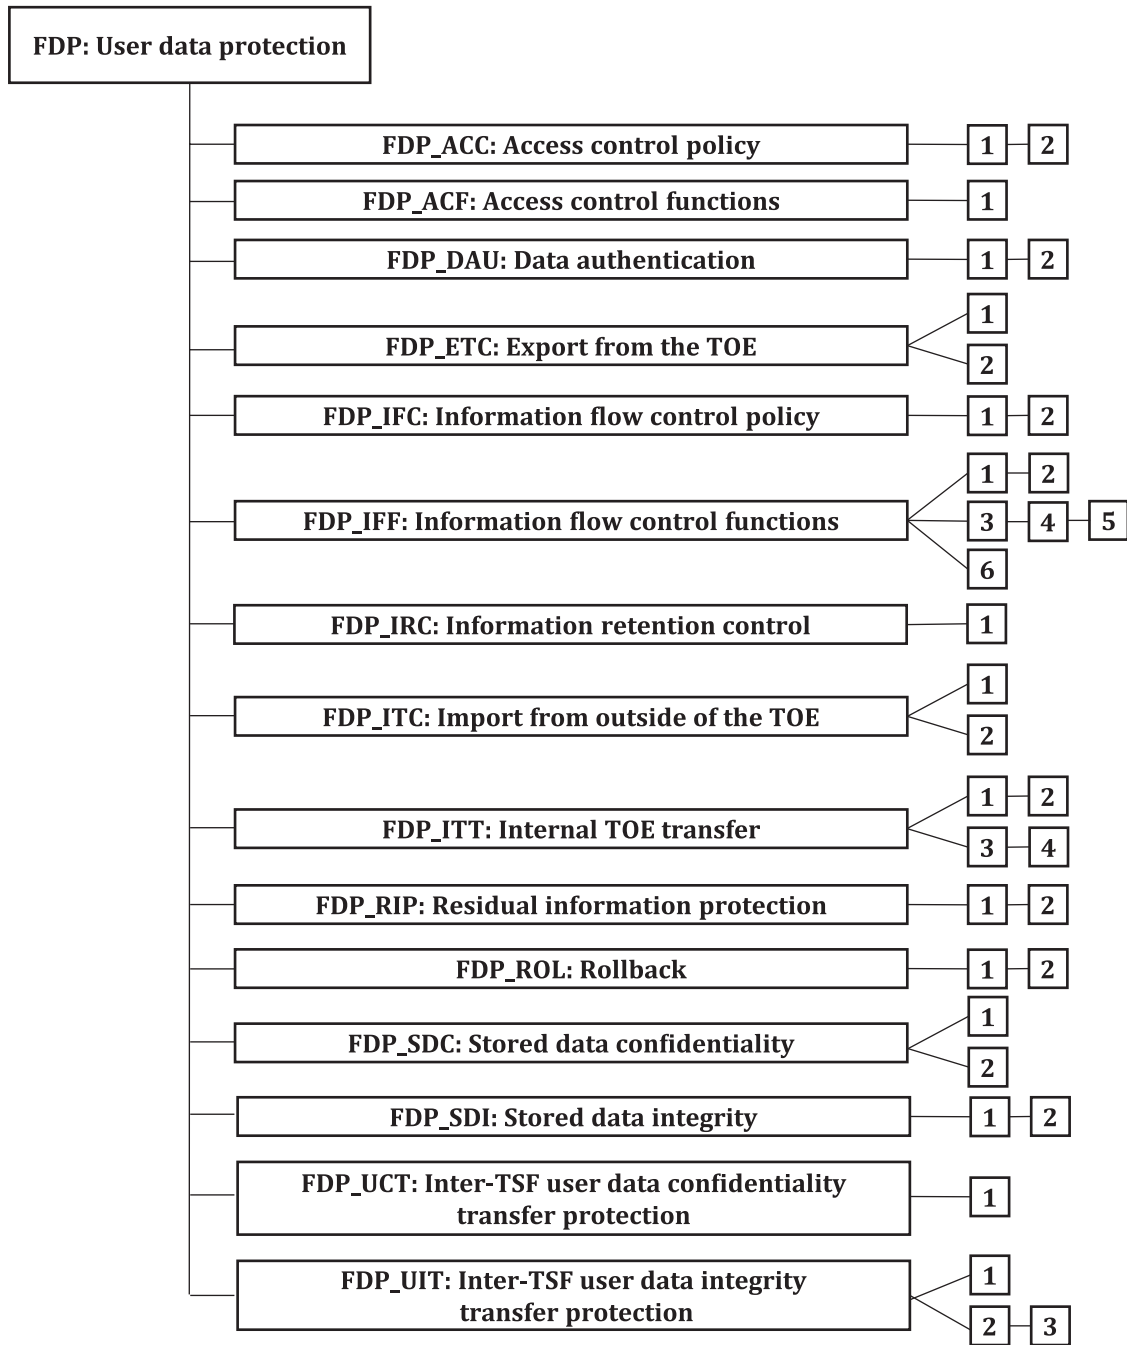 FDP: User data protection
FDP_ACC: Access control policy 1 2
FDP_ACF: Access control functions 1
FDP_DAU: Data authentication 1 2
1
FDP_ETC: Export from the TOE
2
FDP_IFC: Information flow control policy 1 2
1 2
FDP_IFF: Information flow control functions 3 4 5
6
FDP_IRC: Information retention control 1
1
FDP_ITC: Import from outside of the TOE
2
1 2
FDP_ITT: Internal TOE transfer
3 4
FDP_RIP: Residual information protection 1 2
FDP_ROL: Rollback 1 2
1
FDP_SDC: Stored data confidentiality
2
FDP_SDI: Stored data integrity 1 2
FDP_UCT: Inter-TSF user data confidentiality
transfer protection
1
FDP_UIT: Inter-TSF user data integrity
transfer protection
1
2 3